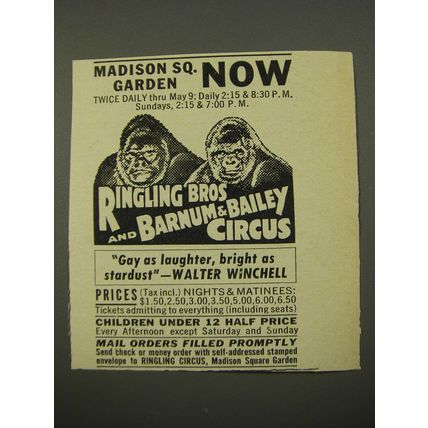 MADISON SQ. NOW
GARDEN
TWICE DAILY thru May 9; Daily 2:15 & 8:30 P.M.
Sundays, 2:15 & 7:00 P.M.
RINGLING BROS
AND BARNUM & BAILEY
CIRCUS
"Gay as laughter, bright as
stardust"—WALTER WINCHELL
PRICES (Tax incl.) NIGHTS & MATINEES:
$1.50,2.50,3.00,3.50,5.00,6.00,6.50
Tickets admitting to everything (including seats)
CHILDREN UNDER 12 HALF PRICE
Every Afternoon except Saturday and Sunday
MAIL ORDERS FILLED PROMPTLY
Send check or money order with self-addressed stamped
envelope to RINGLING CIRCUS, Madison Square Garden